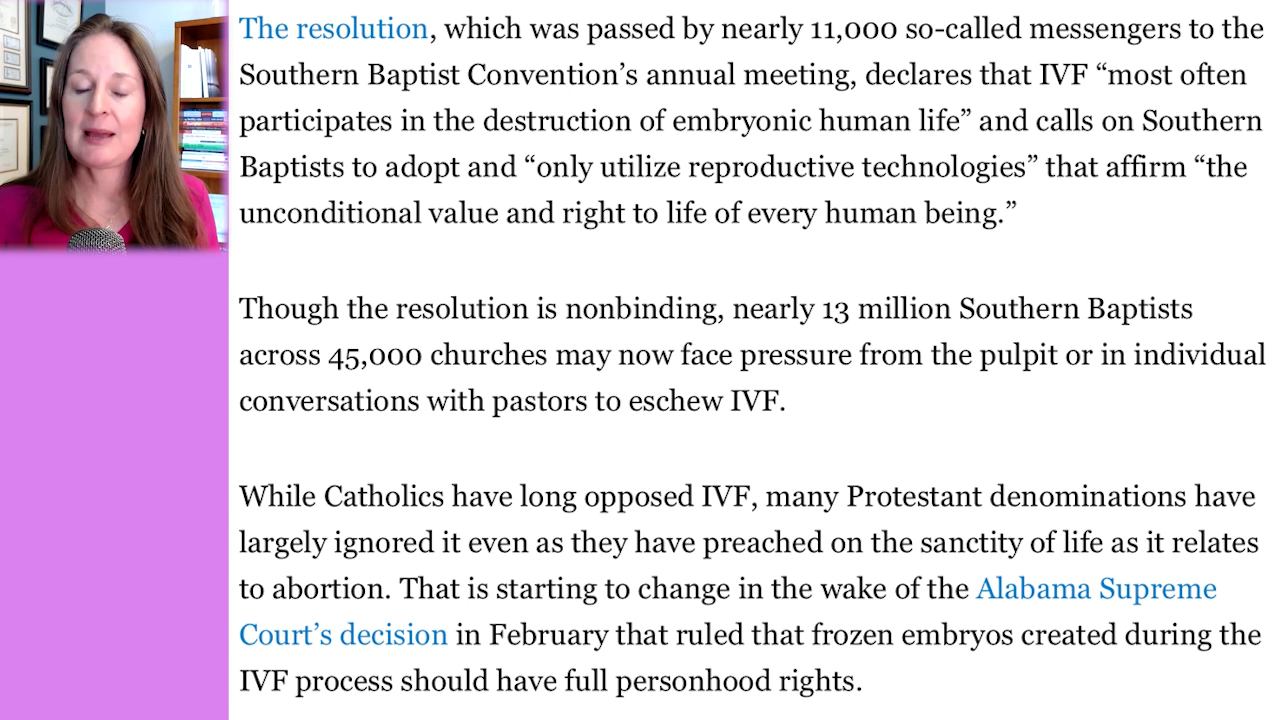 The resolution, which was passed by nearly 11,000 so-called messengers to the
Southern Baptist Convention’s annual meeting, declares that IVF “most often
participates in the destruction of embryonic human life” and calls on Southern
Baptists to adopt and “only utilize reproductive technologies” that affirm “the
unconditional value and right to life of every human being.”
Though the resolution is nonbinding, nearly 13 million Southern Baptists
across 45,000 churches may now face pressure from the pulpit or in individual
conversations with pastors to eschew IVF.
While Catholics have long opposed IVF, many Protestant denominations have
largely ignored it even as they have preached on the sanctity of life as it relates
to abortion. That is starting to change in the wake of the Alabama Supreme
Court’s decision in February that ruled that frozen embryos created during the
IVF process should have full personhood rights.